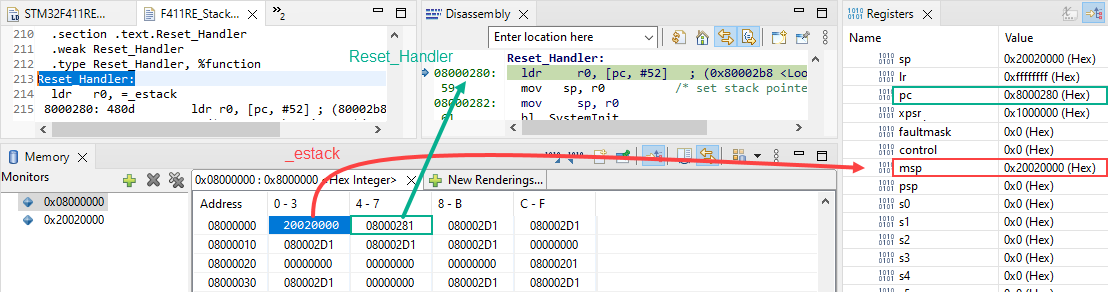 STM32F411RE...
F411RE_Stack...
»2
210 .section .text.Reset_Handler
211 .weak Reset_Handler
212 .type Reset_Handler, %function
213 Reset_Handler:
214 ldr r0, =_estack
215 8000280: 480d ldr r0, [pc, #52] ; (80002b8
Disassembly
Enter location here
Reset_Handler
Reset_Handler:
08000280: ldr r0, [pc, #52] ; (0x80002b8 <Loo
59 mov sp, r0 /* set stack pointe
08000282: mov sp, r0
61 bl SystemInit
Registers
Name Value
sp 0x20020000 (Hex)
lr 0xffffffff (Hex)
pc 0x8000280 (Hex)
xpsr 0x1000000 (Hex)
faultmask 0x0 (Hex)
control 0x0 (Hex)
msp 0x20020000 (Hex)
psp 0x0 (Hex)
s0 0x0 (Hex)
s1 0x0 (Hex)
s2 0x0 (Hex)
s3 0x0 (Hex)
s4 0x0 (Hex)
s5 0x0 (Hex)
_estack
Memory
Monitors
0x08000000
0x20020000
0x08000000 : 0x8000000 <Hex Integer>
New Renderings...
Address 0 - 3 4 - 7 8 - B C - F
08000000 20020000 08000281 080002D1 080002D1
08000010 080002D1 080002D1 080002D1 00000000
08000020 00000000 00000000 00000000 08000201
08000030 080002D1 00000000 080002D1 080002D1